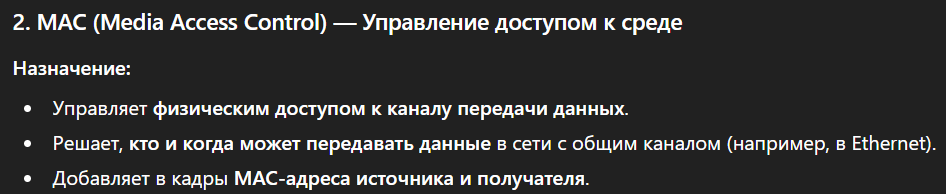 2. MAC (Media Access Control) — Управление доступом к среде
Назначение:
• Управляет физическим доступом к каналу передачи данных.
• Решает, кто и когда может передавать данные в сети с общим каналом (например, в Ethernet).
• Добавляет в кадры MAC-адреса источника и получателя.